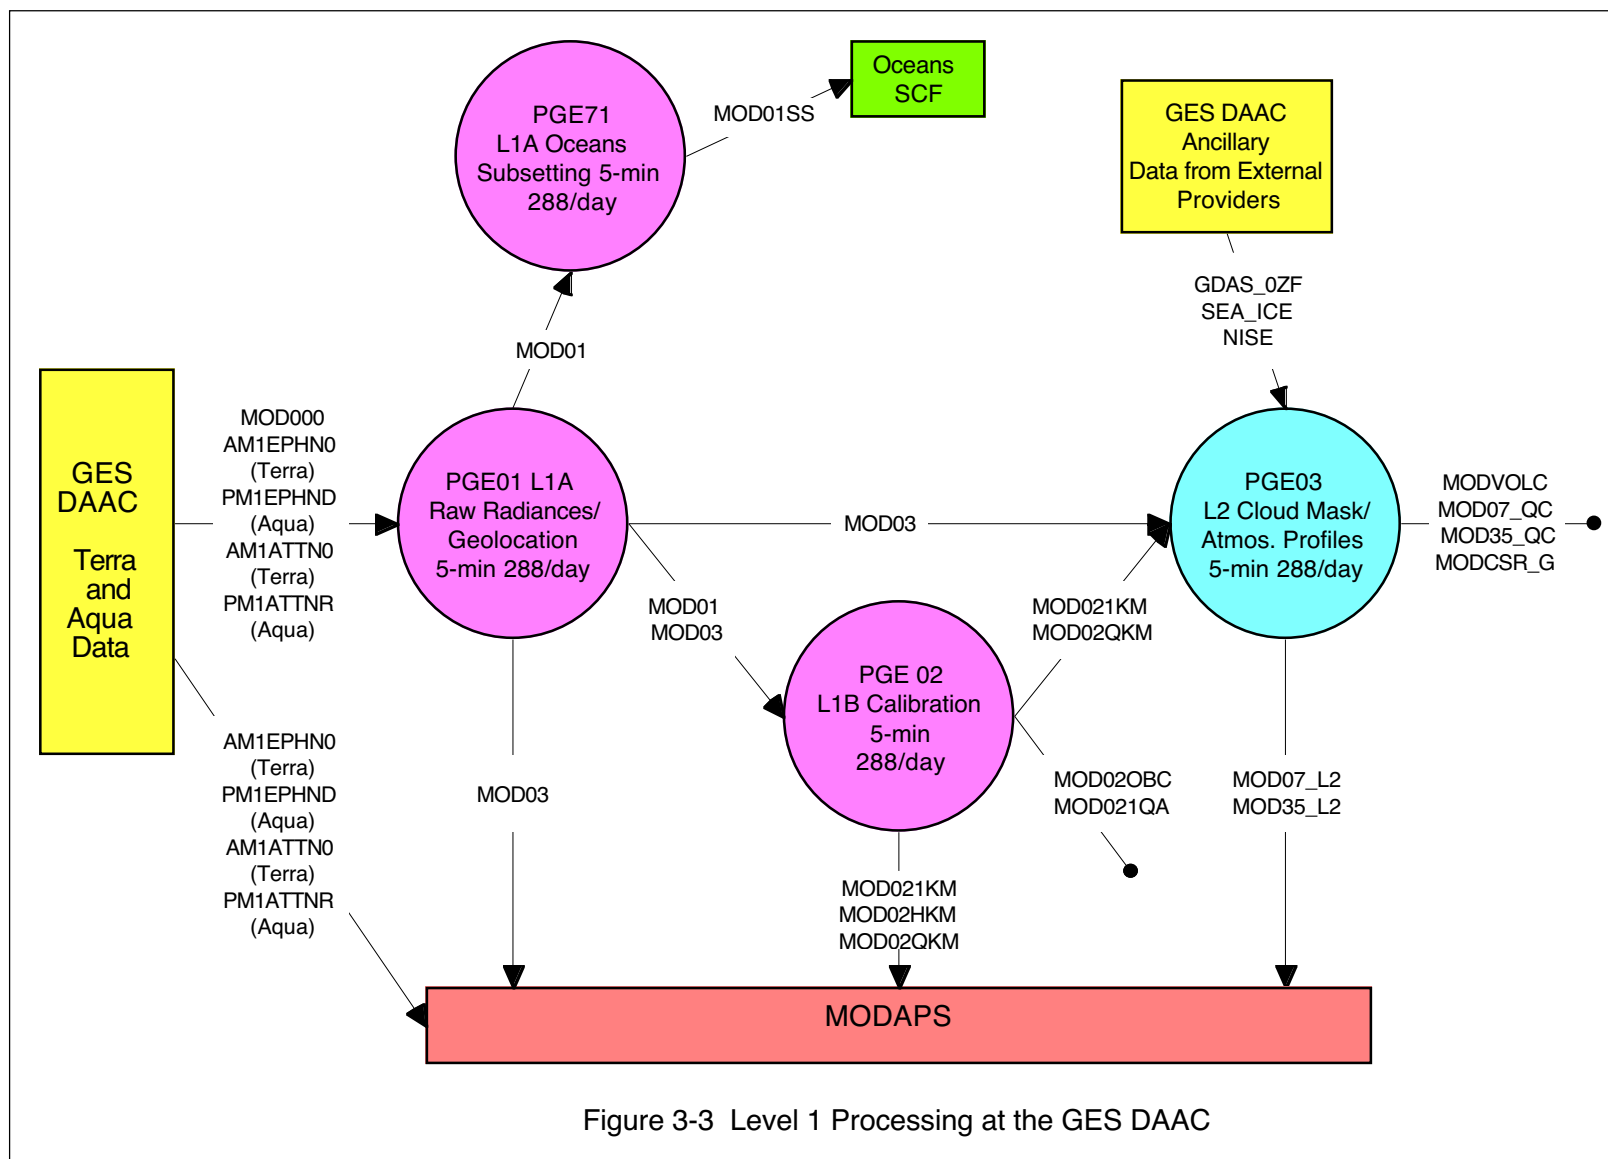 PGE71
L1A Oceans
Subsetting 5-min
288/day
MOD01SS
Oceans
SCF
GES DAAC
Ancillary
Data from External
Providers
GDAS_0ZF
SEA_ICE
NISE
MOD01
GES
DAAC
Terra
and
Aqua
Data
MOD000
AM1EPHN0
(Terra)
PM1EPHND
(Aqua)
AM1ATTN0
(Terra)
PM1ATTNR
(Aqua)
PGE01 L1A
Raw Radiances/
Geolocation
5-min 288/day
MOD03
PGE03
L2 Cloud Mask/
Atmos. Profiles
5-min 288/day
MODVOLC
MOD07_QC
MOD35_QC
MODCSR_G
MOD01
MOD03
MOD021KM
MOD02QKM
PGE 02
L1B Calibration
5-min
288/day
AM1EPHN0
(Terra)
PM1EPHND
(Aqua)
AM1ATTN0
(Terra)
PM1ATTNR
(Aqua)
MOD03
MOD02OBC
MOD021QA
MOD07_L2
MOD35_L2
MOD021KM
MOD02HKM
MOD02QKM
MODAPS
Figure 3-3 Level 1 Processing at the GES DAAC